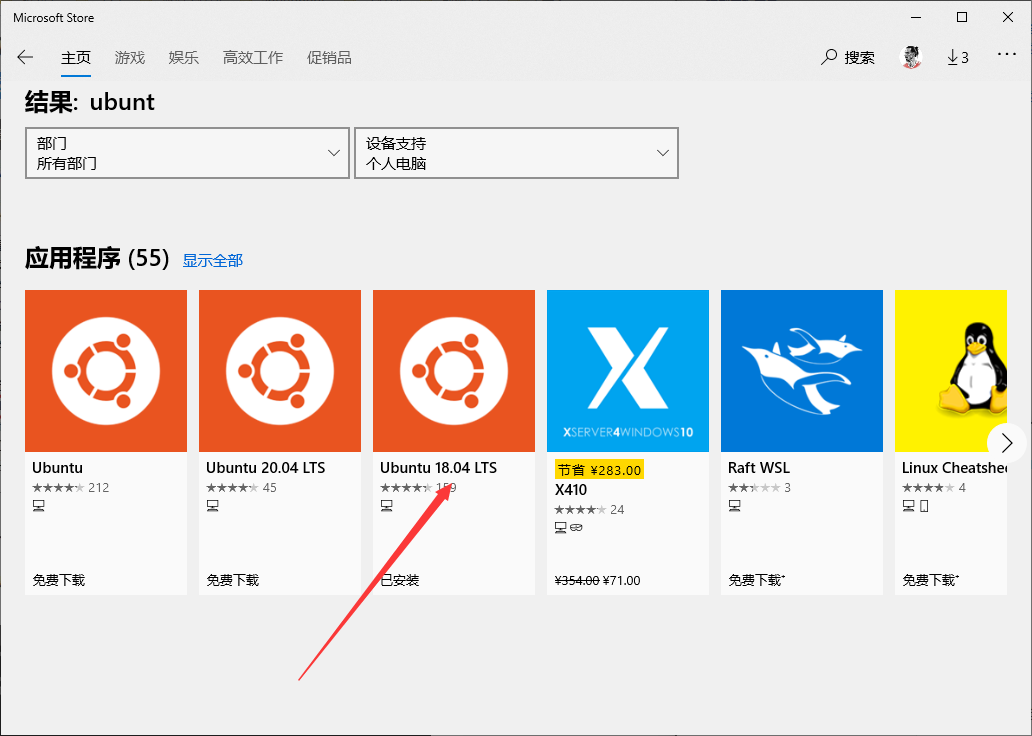 Microsoft Store
主页 游戏 娱乐 高效工作 促销品 搜索 3
结果: ubunt
部门
所有部门
设备支持
个人电脑
应用程序 (55) 显示全部
XSERVER4WINDOWS10
Ubuntu
212
免费下载
Ubuntu 20.04 LTS
45
免费下载
Ubuntu 18.04 LTS
159
已安装
节省 ¥283.00
X410
24
¥354.00 ¥71.00
Raft WSL
3
免费下载+
Linux Cheatshee
4
免费下载+